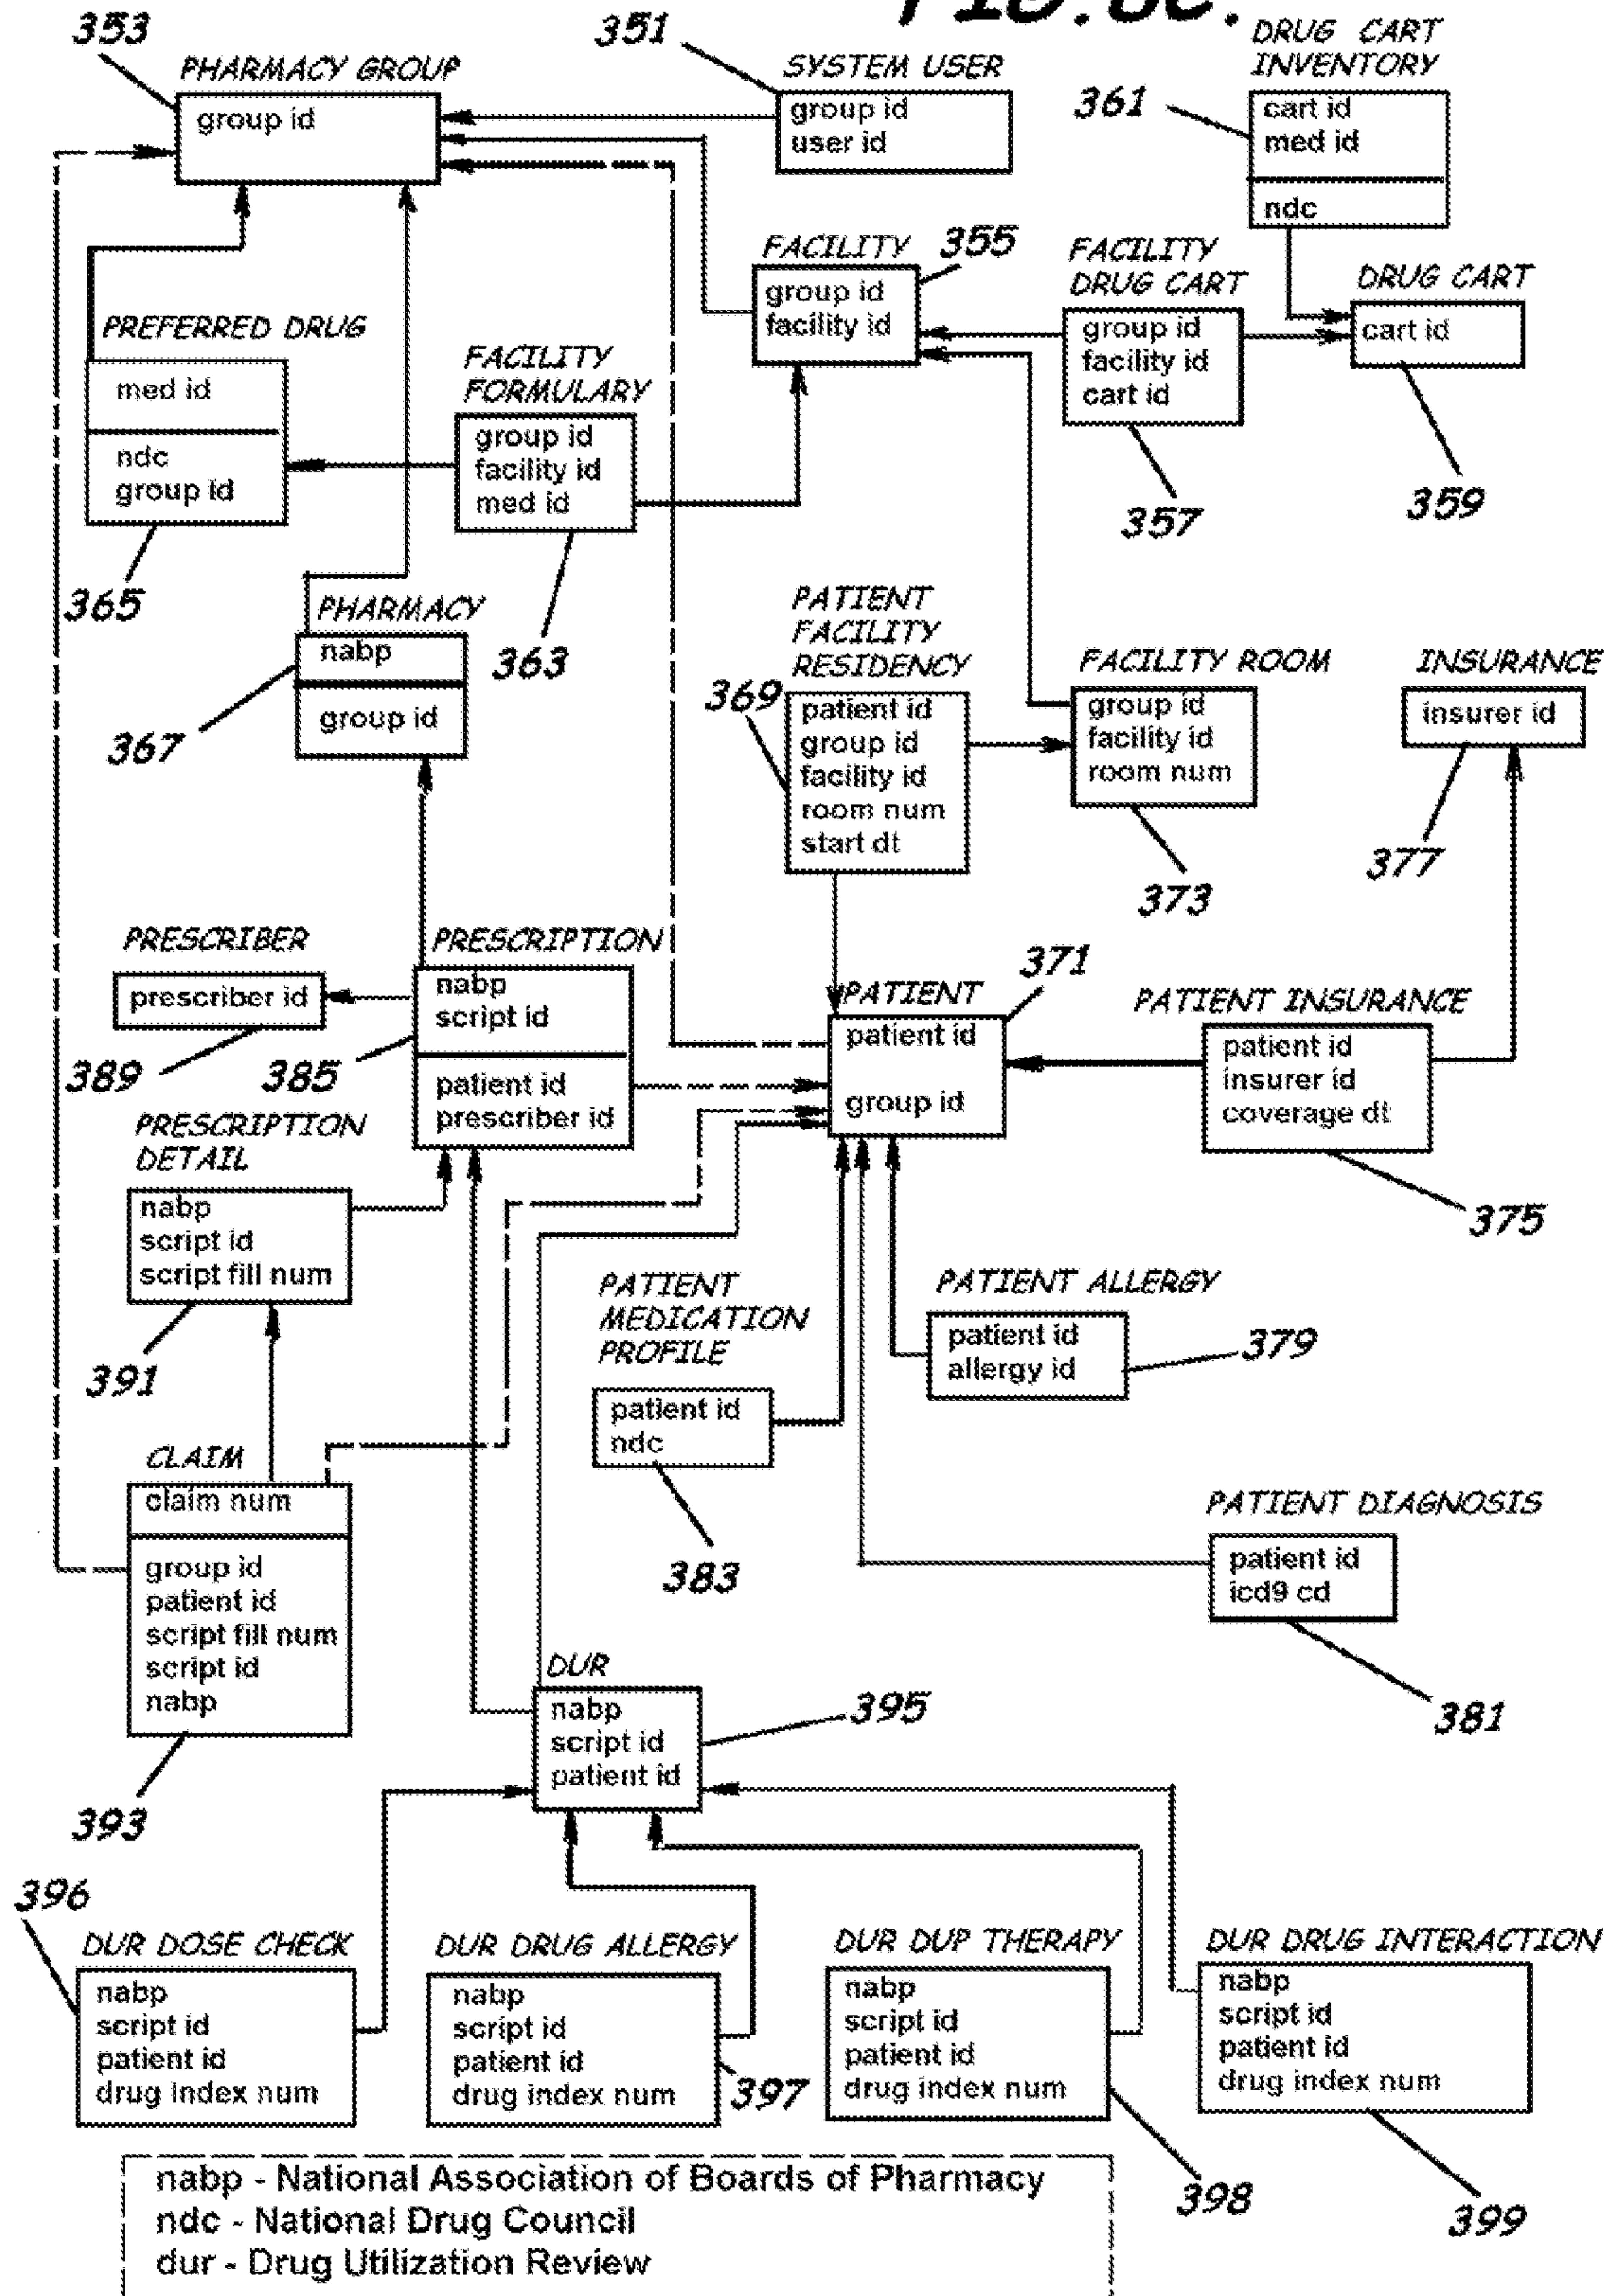 353
PHARMACY GROUP
group id
351
SYSTEM USER
group id
user id
DRUG CART
INVENTORY
361
cart id
med id
ndc
FACILITY
355
group id
facility id
FACILITY
DRUG CART
group id
facility id
cart id
357
DRUG CART
cart id
359
PREFERRED DRUG
med id
ndc
group id
365
FACILITY
FORMULARY
group id
facility id
med id
363
PHARMACY
nabp
group id
367
PATIENT
FACILITY
RESIDENCY
369
patient id
group id
facility id
room num
start dt
FACILITY ROOM
group id
facility id
room num
373
INSURANCE
insurer id
377
PRESCRIBER
prescriber id
389
PRESCRIPTION
nabp
script id
patient id
prescriber id
385
371
PATIENT
patient id
group id
PATIENT INSURANCE
patient id
insurer id
coverage dt
375
PRESCRIPTION
DETAIL
nabp
script id
script fill num
391
PATIENT
MEDICATION
PROFILE
patient id
ndc
383
PATIENT ALLERGY
patient id
allergy id
379
CLAIM
claim num
group id
patient id
script fill num
script id
nabp
393
PATIENT DIAGNOSIS
patient id
icd9 cd
381
DUR
nabp
script id
patient id
395
396
DUR DOSE CHECK
nabp
script id
patient id
drug index num
DUR DRUG ALLERGY
nabp
script id
patient id
drug index num
397
DUR DUP THERAPY
nabp
script id
patient id
drug index num
398
DUR DRUG INTERACTION
nabp
script id
patient id
drug index num
399
nabp - National Association of Boards of Pharmacy
ndc - National Drug Council
dur - Drug Utilization Review